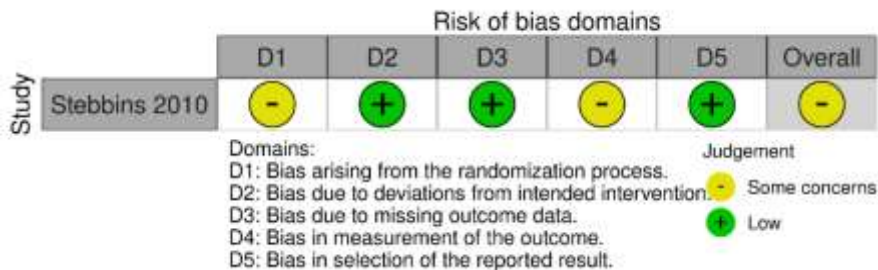 Risk of bias domains
D1 D2 D3 D4 D5 Overall
Study
Stebbins 2010 - + + - + -
Domains:
D1: Bias arising from the randomization process.
D2: Bias due to deviations from intended intervention.
D3: Bias due to missing outcome data.
D4: Bias in measurement of the outcome.
D5: Bias in selection of the reported result.
Judgement
- Some concerns
+ Low